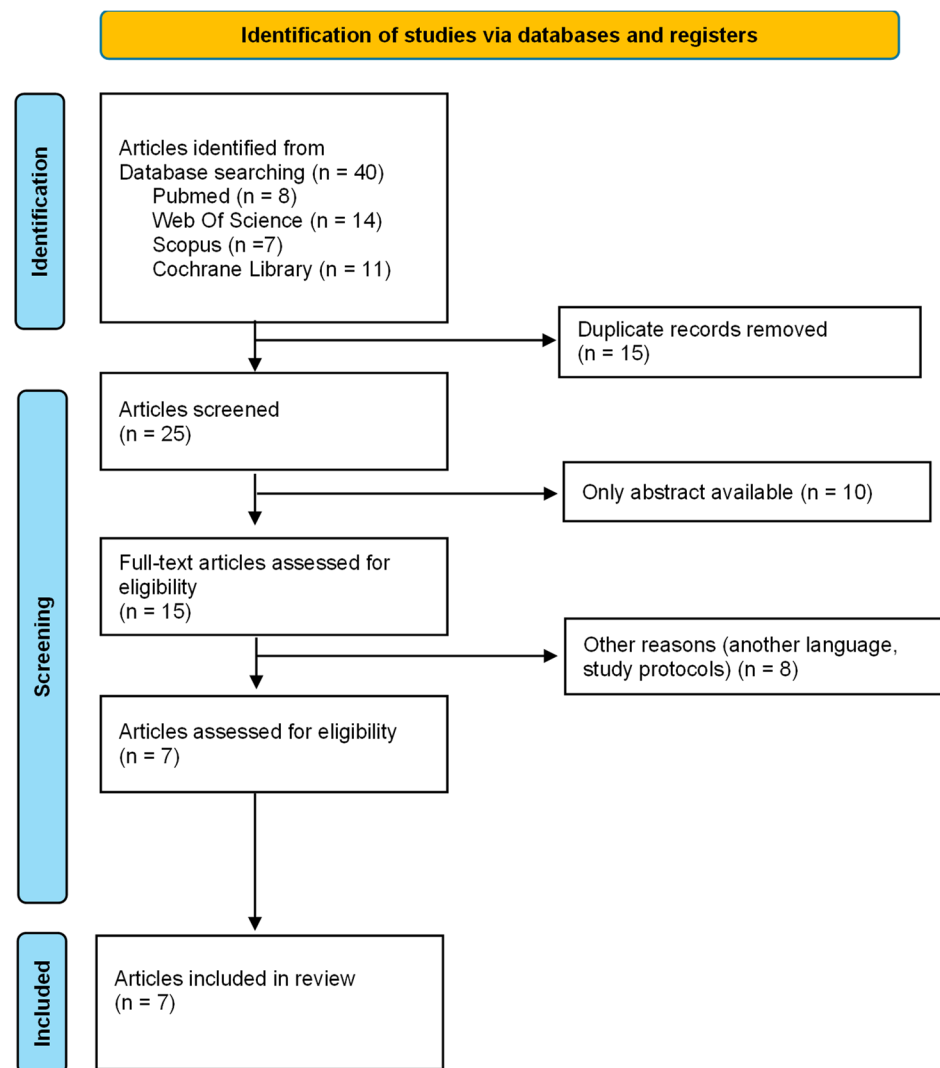 Identification of studies via databases and registers
Identification
Articles identified from
Database searching (n = 40)
Pubmed (n = 8)
Web Of Science (n = 14)
Scopus (n =7)
Cochrane Library (n = 11)
Duplicate records removed
(n = 15)
Screening
Articles screened
(n = 25)
Only abstract available (n = 10)
Full-text articles assessed for
eligibility
(n = 15)
Other reasons (another language,
study protocols) (n = 8)
Articles assessed for eligibility
(n = 7)
Included
Articles included in review
(n = 7)